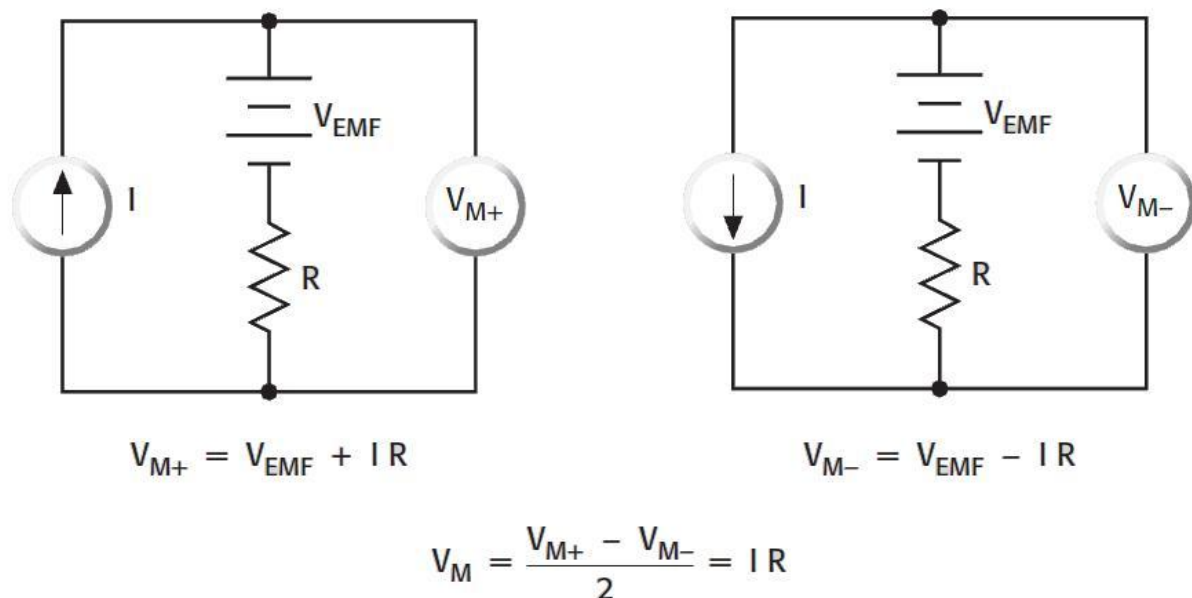 V_EMF
I
V_M+
R
V_EMF
I
V_M–
R
V_M+ = V_EMF + I R
V_M– = V_EMF – I R
V_M = (V_M+ – V_M–) / 2 = I R